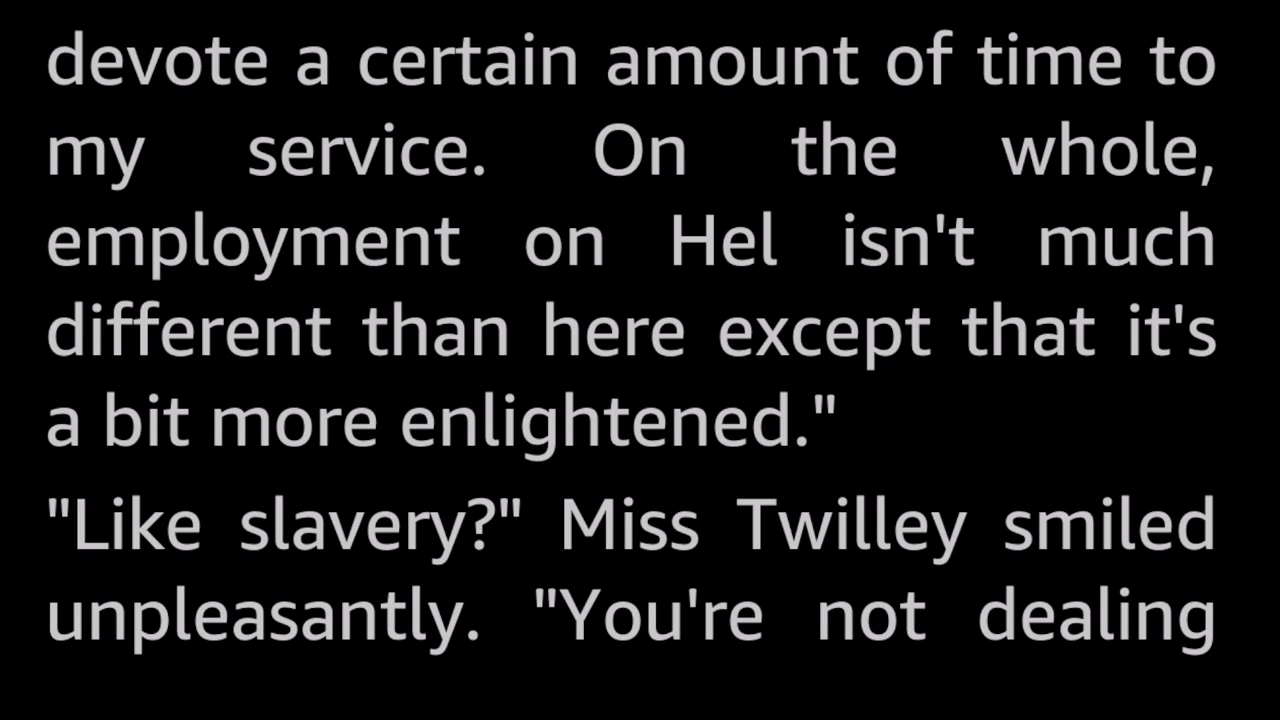 devote a certain amount of time to
my service. On the whole,
employment on Hel isn't much
different than here except that it's
a bit more enlightened."
"Like slavery?" Miss Twilley smiled
unpleasantly. "You're not dealing